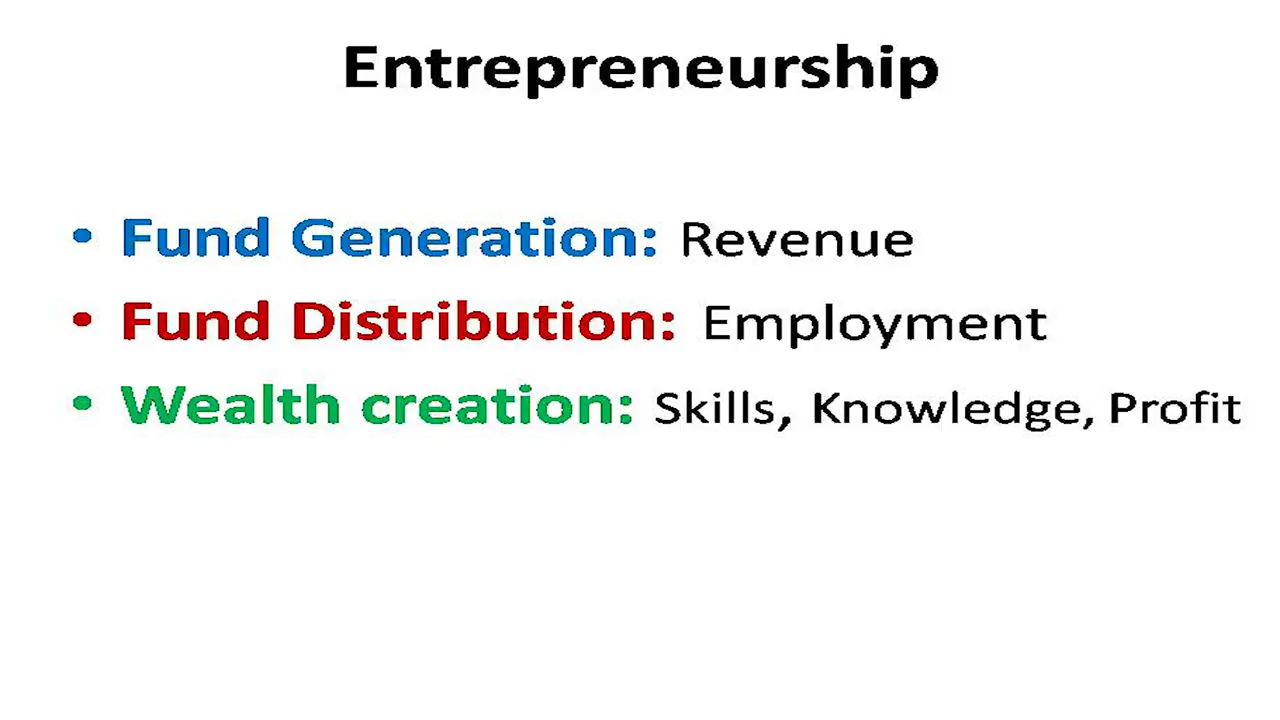 Entrepreneurship
• Fund Generation: Revenue
• Fund Distribution: Employment
• Wealth creation: Skills, Knowledge, Profit